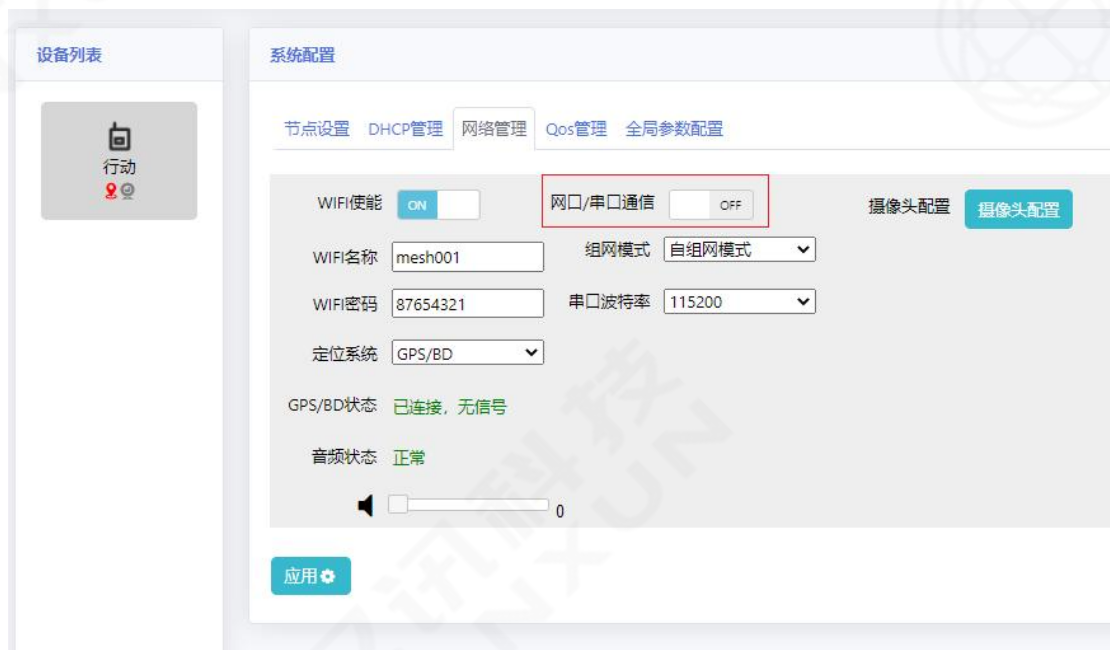 设备列表
系统配置
行动
节点设置 DHCP管理 网络管理 Qos管理 全局参数配置
WIFI使能 ON 网口/串口通信 OFF 摄像头配置 摄像头配置
WIFI名称 mesh001 组网模式 自组网模式
WIFI密码 87654321 串口波特率 115200
定位系统 GPS/BD
GPS/BD状态 已连接, 无信号
音频状态 正常
0
应用
讯科技
NXUN